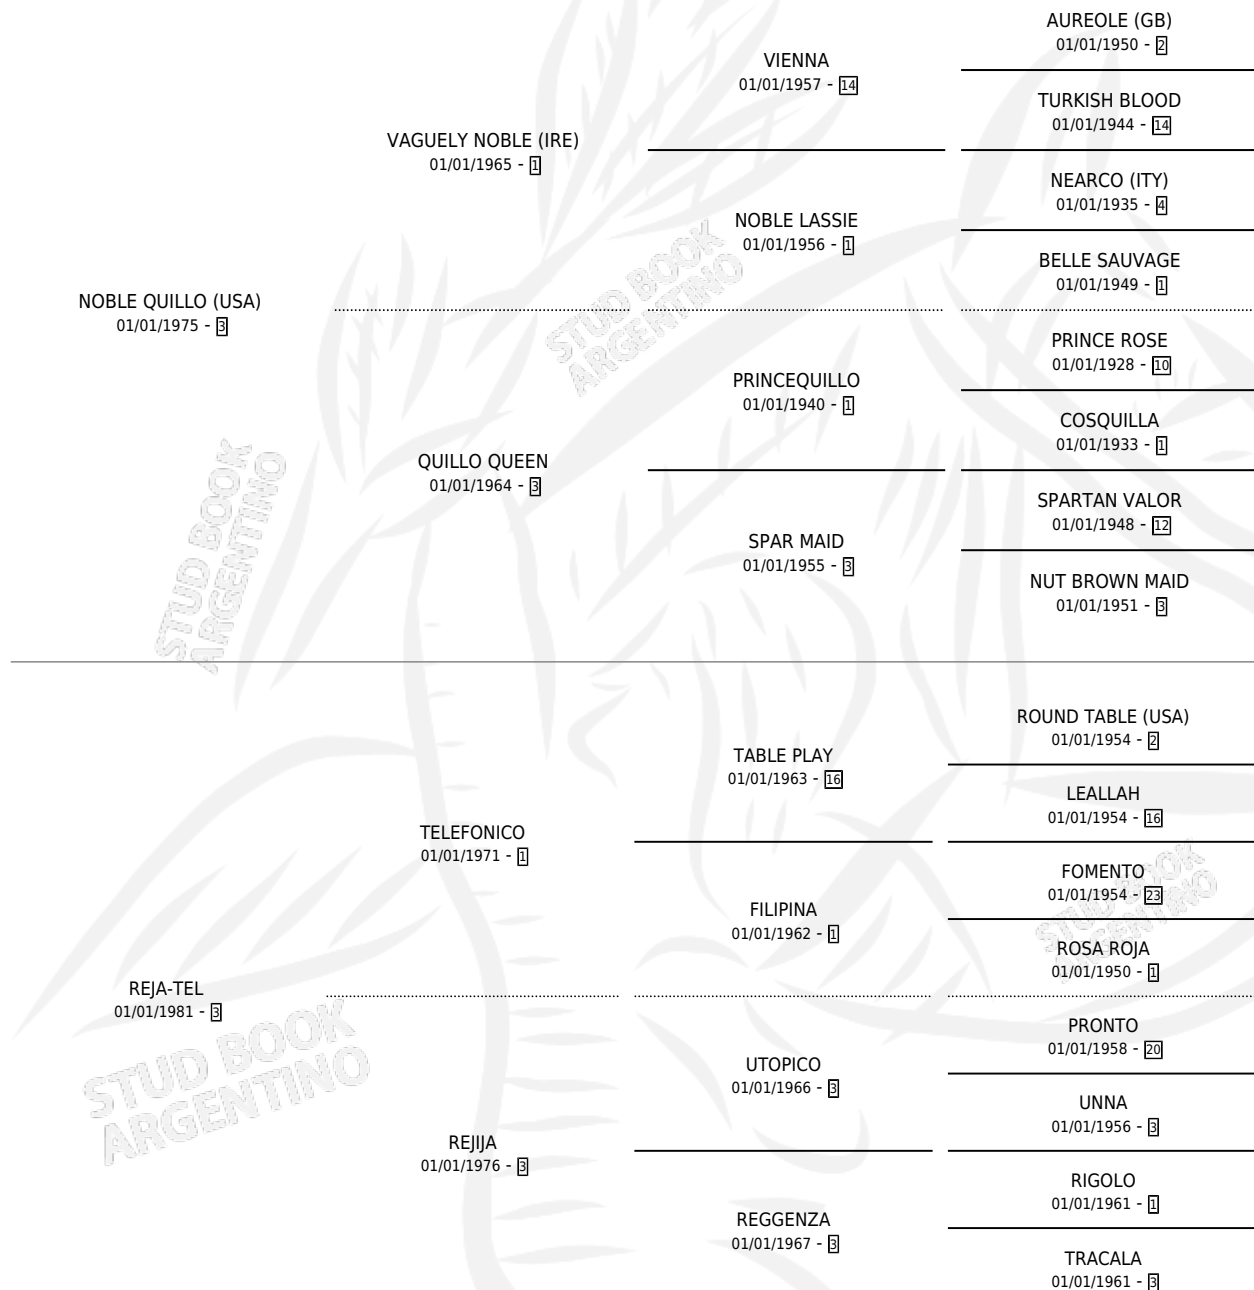 AUREOLE (GB)
01/01/1950 - 2
VIENNA
01/01/1957 - 14
TURKISH BLOOD
01/01/1944 - 14
VAGUELY NOBLE (IRE)
01/01/1965 - 1
NEARCO (ITY)
01/01/1935 - 4
NOBLE LASSIE
01/01/1956 - 1
BELLE SAUVAGE
01/01/1949 - 1
NOBLE QUILLO (USA)
01/01/1975 - 3
PRINCE ROSE
01/01/1928 - 10
PRINCEQUILLO
01/01/1940 - 1
COSQUILLA
01/01/1933 - 1
QUILLO QUEEN
01/01/1964 - 3
SPARTAN VALOR
01/01/1948 - 12
SPAR MAID
01/01/1955 - 3
NUT BROWN MAID
01/01/1951 - 3
STUD BOOK
ARGENTINO
STUD BOOK
ARGENTINO
ROUND TABLE (USA)
01/01/1954 - 2
TABLE PLAY
01/01/1963 - 16
LEALLAH
01/01/1954 - 16
TELEFONICO
01/01/1971 - 1
FOMENTO
01/01/1954 - 23
FILIPINA
01/01/1962 - 1
ROSA ROJA
01/01/1950 - 1
REJA-TEL
01/01/1981 - 3
PRONTO
01/01/1958 - 20
UTOPICO
01/01/1966 - 3
UNNA
01/01/1956 - 3
REJIJA
01/01/1976 - 3
RIGOLO
01/01/1961 - 1
REGGENZA
01/01/1967 - 3
TRACALA
01/01/1961 - 3
STUD BOOK
ARGENTINO
STUD BOOK
ARGENTINO